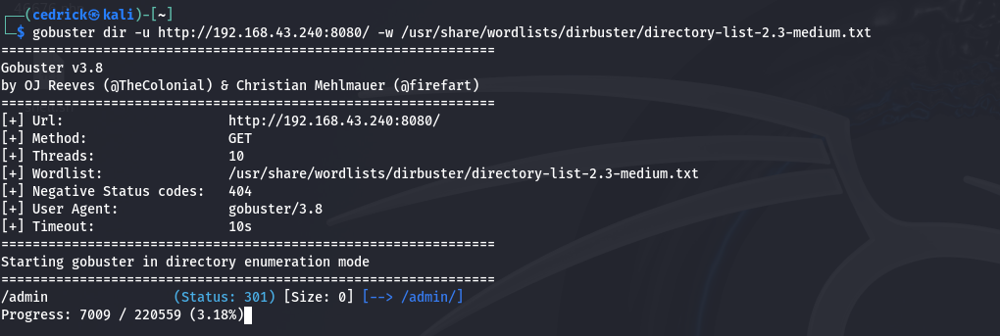 (cedrick㉿kali)-[~]
$ gobuster dir -u http://192.168.43.240:8080/ -w /usr/share/wordlists/dirbuster/directory-list-2.3-medium.txt
===============================================================
Gobuster v3.8
by OJ Reeves (@TheColonial) & Christian Mehlmauer (@firefart)
===============================================================
[+] Url:                     http://192.168.43.240:8080/
[+] Method:                  GET
[+] Threads:                 10
[+] Wordlist:                /usr/share/wordlists/dirbuster/directory-list-2.3-medium.txt
[+] Negative Status codes:   404
[+] User Agent:              gobuster/3.8
[+] Timeout:                 10s
===============================================================
Starting gobuster in directory enumeration mode
===============================================================
/admin                (Status: 301) [Size: 0] [--> /admin/]
Progress: 7009 / 220559 (3.18%)